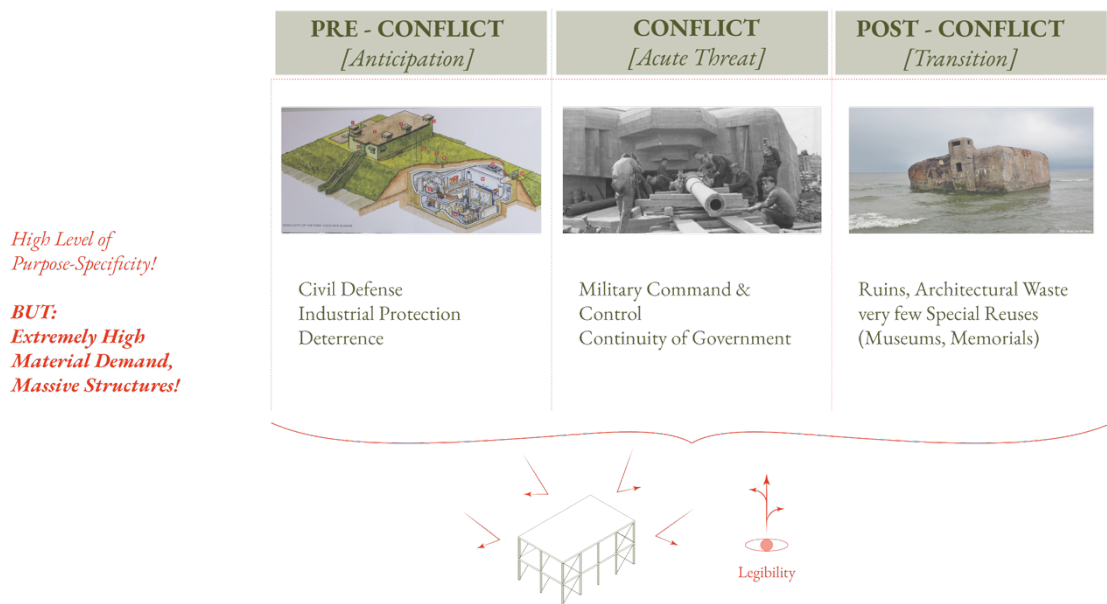 PRE - CONFLICT
[Anticipation]
CONFLICT
[Acute Threat]
POST - CONFLICT
[Transition]
High Level of
Purpose-Specificity!
BUT:
Extremely High
Material Demand,
Massive Structures!
Civil Defense
Industrial Protection
Deterrence
Military Command &
Control
Continuity of Government
Ruins, Architectural Waste
very few Special Reuses
(Museums, Memorials)
Legibility